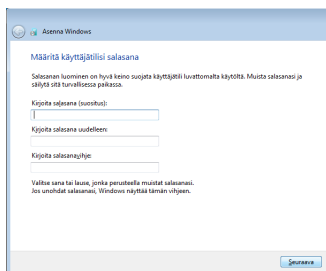 Asenna Windows
Määritä käyttäjätilisi salasana
Salasanan luominen on hyvä keino suojata käyttäjätili luvattomalta käytöltä. Muista salasanasi ja
säilytä sitä turvallisessa paikassa.
Kirjoita salasana (suositus):
Kirjoita salasana uudelleen:
Kirjoita salasanavihje:
Valitse sana tai lause, jonka perusteella muistat salasanasi.
Jos unohdat salasanasi, Windows näyttää tämän vihjeen.
Seuraava